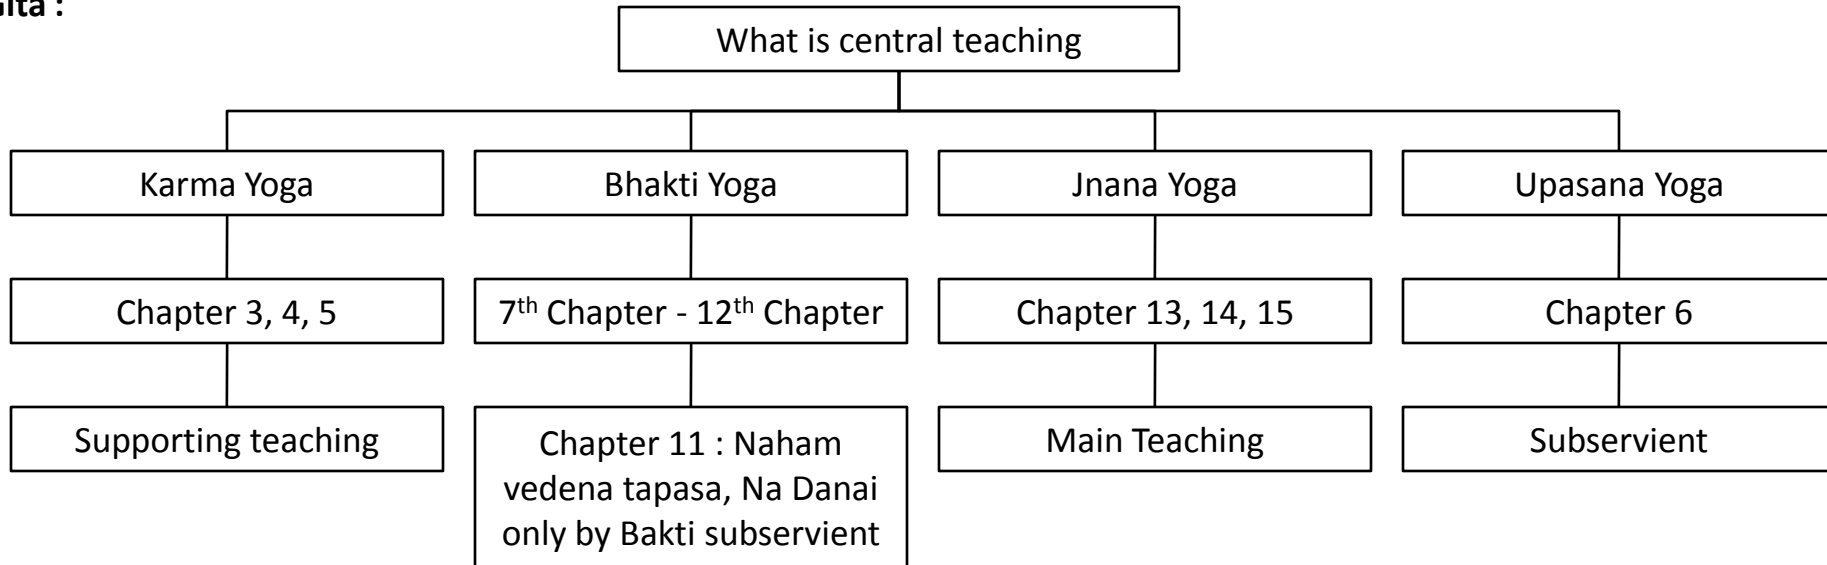 Gita :
What is central teaching
Karma Yoga
Bhakti Yoga
Jnana Yoga
Upasana Yoga
Chapter 3, 4, 5
7th Chapter - 12th Chapter
Chapter 13, 14, 15
Chapter 6
Supporting teaching
Chapter 11 : Naham
vedena tapasa, Na Danai
only by Bakti subservient
Main Teaching
Subservient